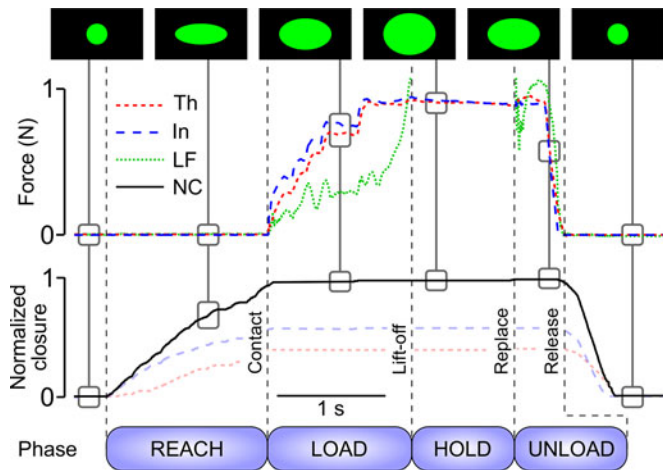 1
Force (N)
0
Th
In
LF
NC
1
Normalized
closure
0
Contact
Lift-off
Replace
Release
1 s
Phase
REACH
LOAD
HOLD
UNLOAD